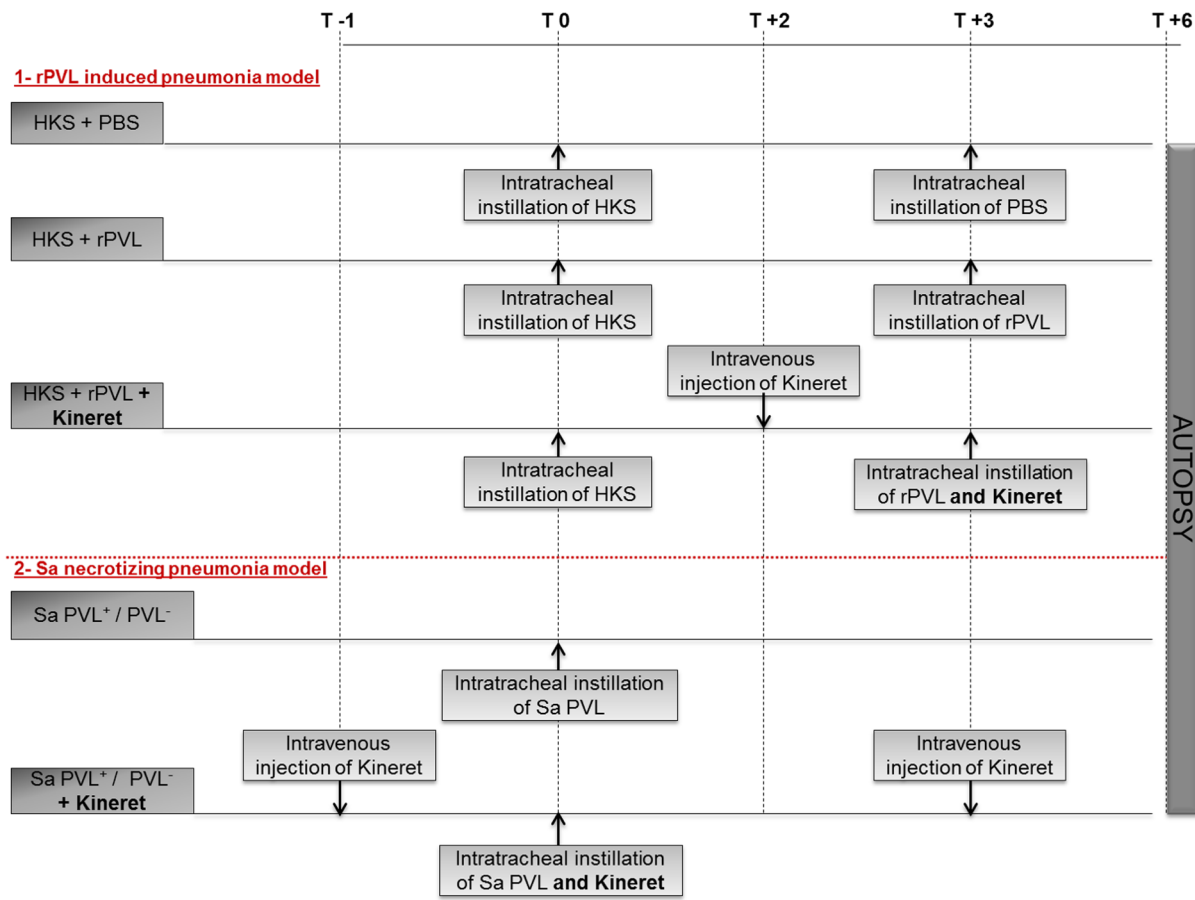 T -1 T 0 T +2 T +3 T +6
1- rPVL induced pneumonia model
HKS + PBS
Intratracheal
instillation of HKS
Intratracheal
instillation of PBS
HKS + rPVL
Intratracheal
instillation of HKS
Intratracheal
instillation of rPVL
Intravenous
injection of Kineret
HKS + rPVL +
Kineret
Intratracheal
instillation of HKS
Intratracheal instillation
of rPVL and Kineret
AUTOPSY
2- Sa necrotizing pneumonia model
Sa PVL⁺ / PVL⁻
Intratracheal instillation
of Sa PVL
Intravenous
injection of Kineret
Intravenous
injection of Kineret
Sa PVL⁺ / PVL⁻
+ Kineret
Intratracheal instillation
of Sa PVL and Kineret